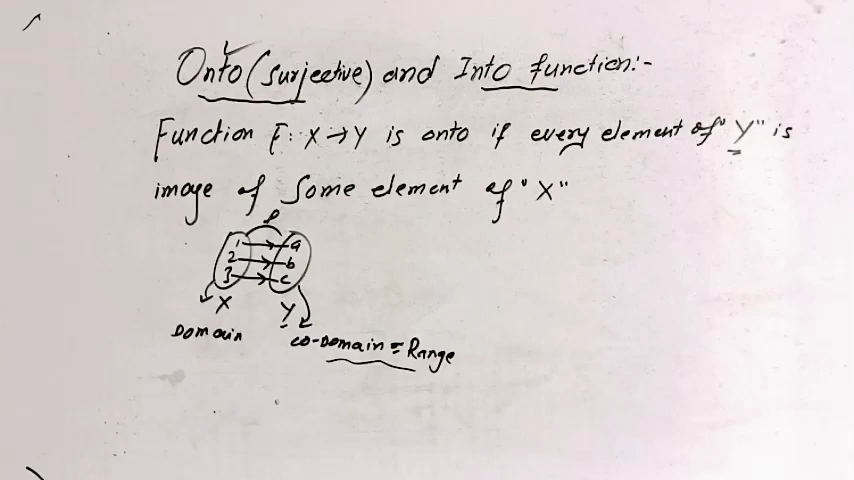 Onto (Surjective) and Into function:-
Function F: X → Y is onto if every element of "Y" is
image of Some element of "X"
f
1 a
2 b
3 c
X Y
Domain
co-Domain = Range